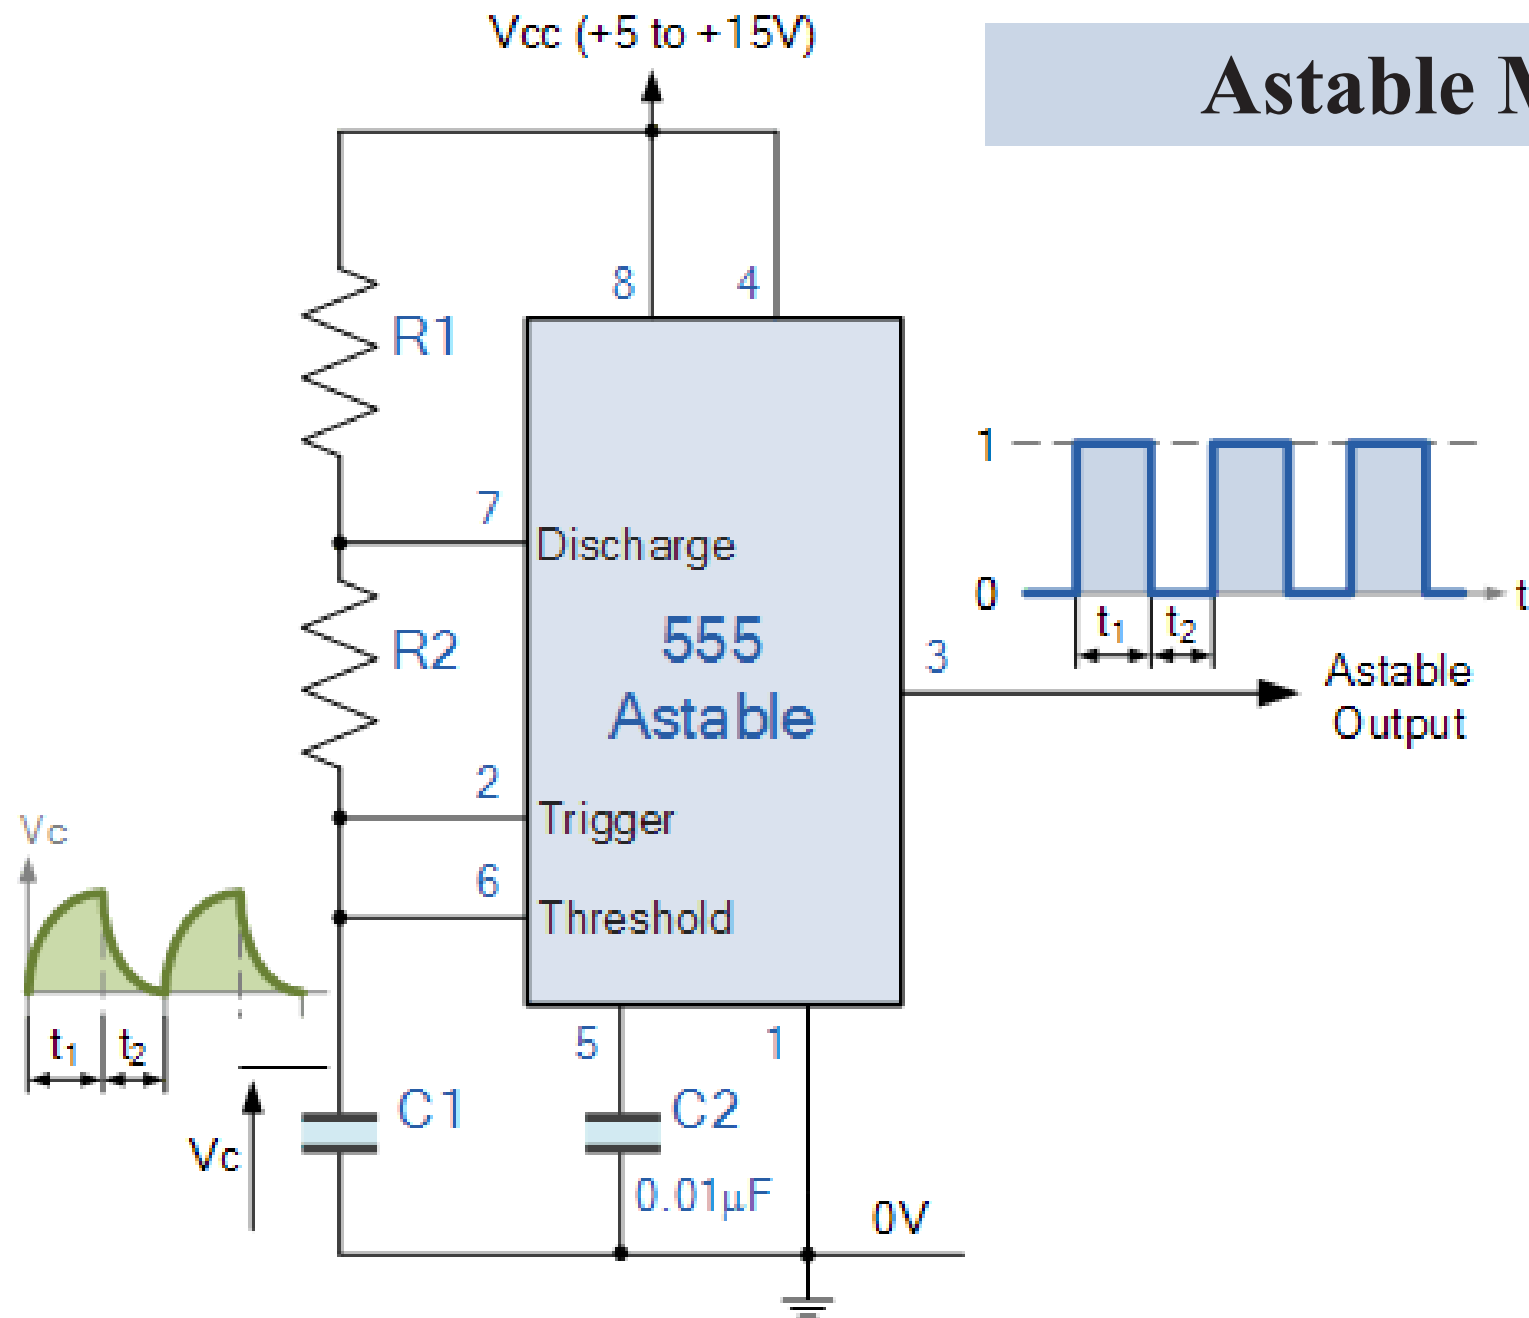 Vcc (+5 to +15V)
Astable M
8
4
R1
7
Discharge
1
0
t
t1
t2
R2
555
Astable
3
Astable
Output
2
Trigger
Vc
6
Threshold
t1
t2
5
1
C1
C2
Vc
0.01µF
0V